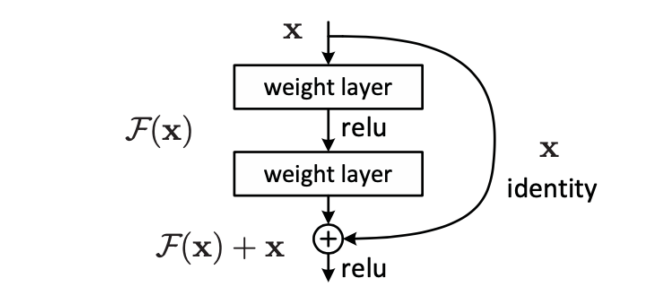 x
weight layer
F(x)
relu
x
weight layer
identity
F(x) + x
+
relu